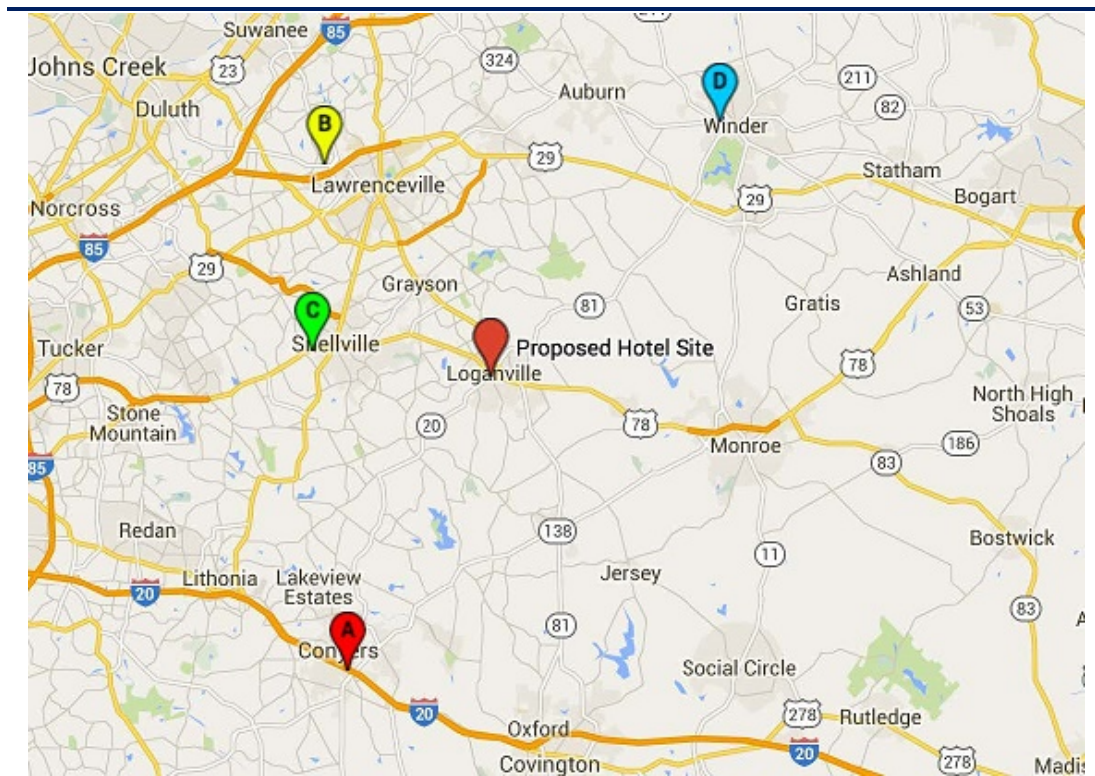 Suwanee
85
211
324
Johns Creek
23
D
211
Auburn
82
Duluth
B
Winder
29
Statham
Lawrenceville
29
Bogart
Norcross
85
29
Grayson
Ashland
81
Gratis
53
C
Snellville
Tucker
Proposed Hotel Site
78
Loganville
78
North High
Shoals
Stone
Mountain
20
78
Monroe
186
83
85
Redan
138
Bostwick
11
Lithonia
Lakeview
Estates
Jersey
20
83
A
81
Conyers
Social Circle
20
278
Rutledge
Oxford
20
278
Covington
Madis